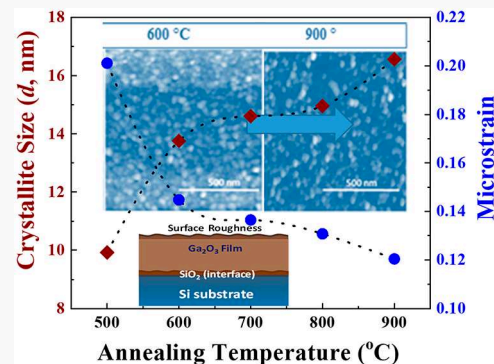 600 °C
900 °
500 nm
500 nm
Surface Roughness
Ga₂O₃ Film
SiO₂ (interface)
Si substrate
Crystallite Size (d, nm)
18
16
14
12
10
8
Microstrain
0.22
0.20
0.18
0.16
0.14
0.12
0.10
500
600
700
800
900
Annealing Temperature (°C)